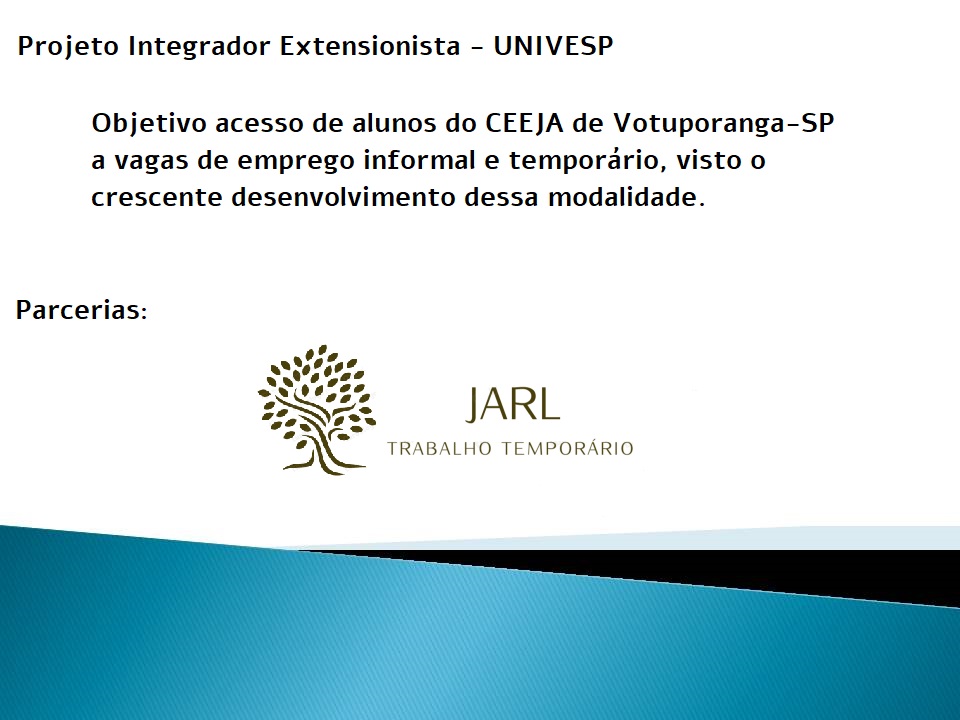 Projeto Integrador Extensionista - UNIVESP
Objetivo acesso de alunos do CEEJA de Votuporanga-SP
a vagas de emprego informal e temporário, visto o
crescente desenvolvimento dessa modalidade.
Parcerias:
JARL
TRABALHO TEMPORÁRIO